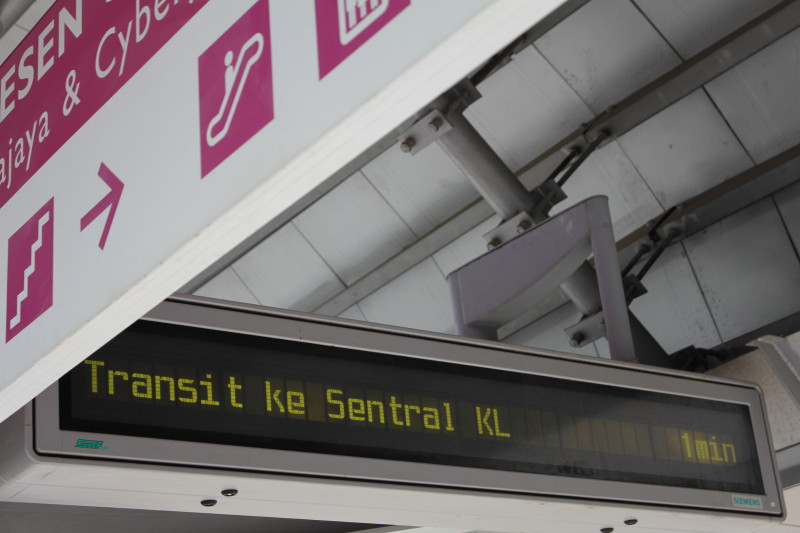 ESEN
ajaya & Cyber
Transit ke Sentral KL 1min
SIEMENS